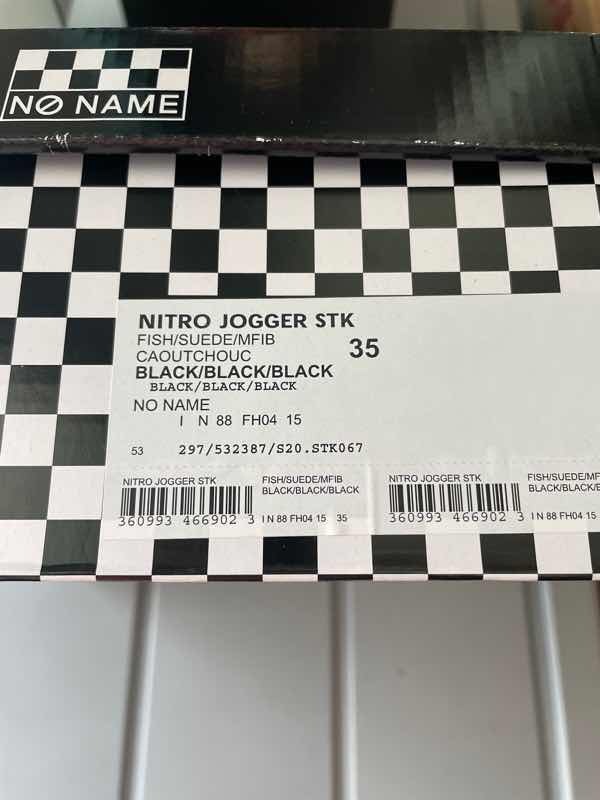 NO NAME
NITRO JOGGER STK
FISH/SUEDE/MFIB
CAOUTCHOUC
35
BLACK/BLACK/BLACK
BLACK/BLACK/BLACK
NO NAME
I N 88 FH04 15
53 297/532387/S20.STK067
NITRO JOGGER STK
FISH/SUEDE/MFIB
BLACK/BLACK/BLACK
360993 466902 3
I N 88 FH04 15 35
NITRO JOGGER STK
FISH/SUEDE/MF
BLACK/BLACK/B
360993 466902 3
I N 88 FH04 15